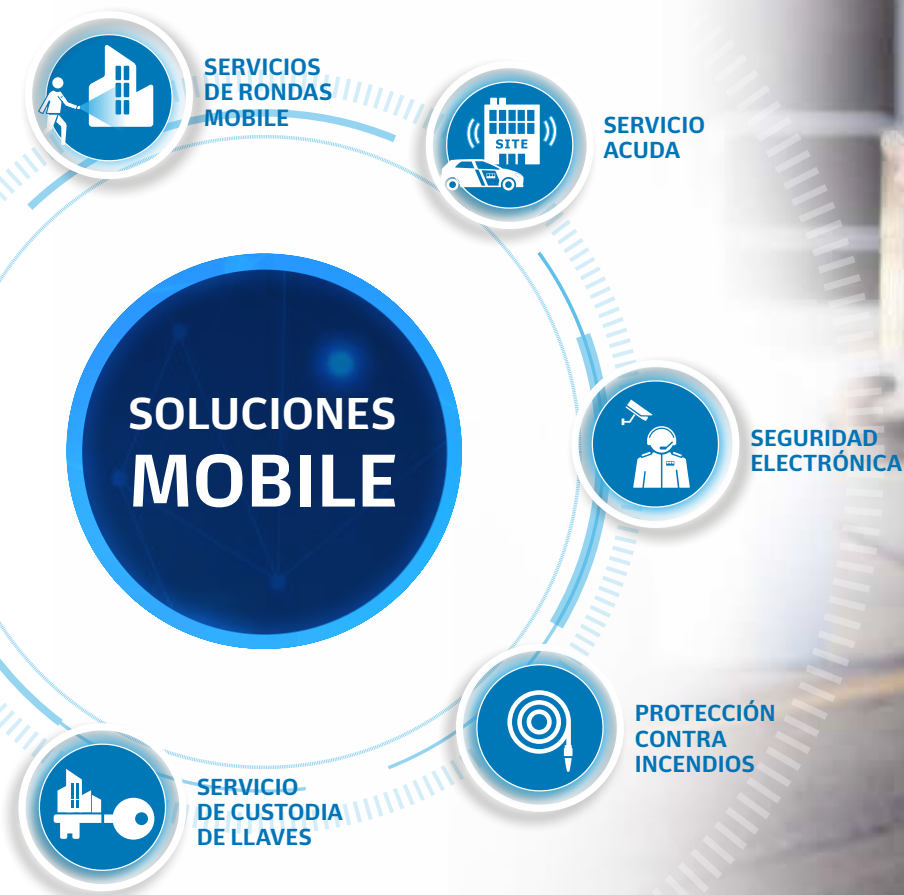 SERVICIOS
DE RONDAS
MOBILE
SITE
SERVICIO
ACUDA
SOLUCIONES
MOBILE
SEGURIDAD
ELECTRÓNICA
PROTECCIÓN
CONTRA
INCENDIOS
SERVICIO
DE CUSTODIA
DE LLAVES